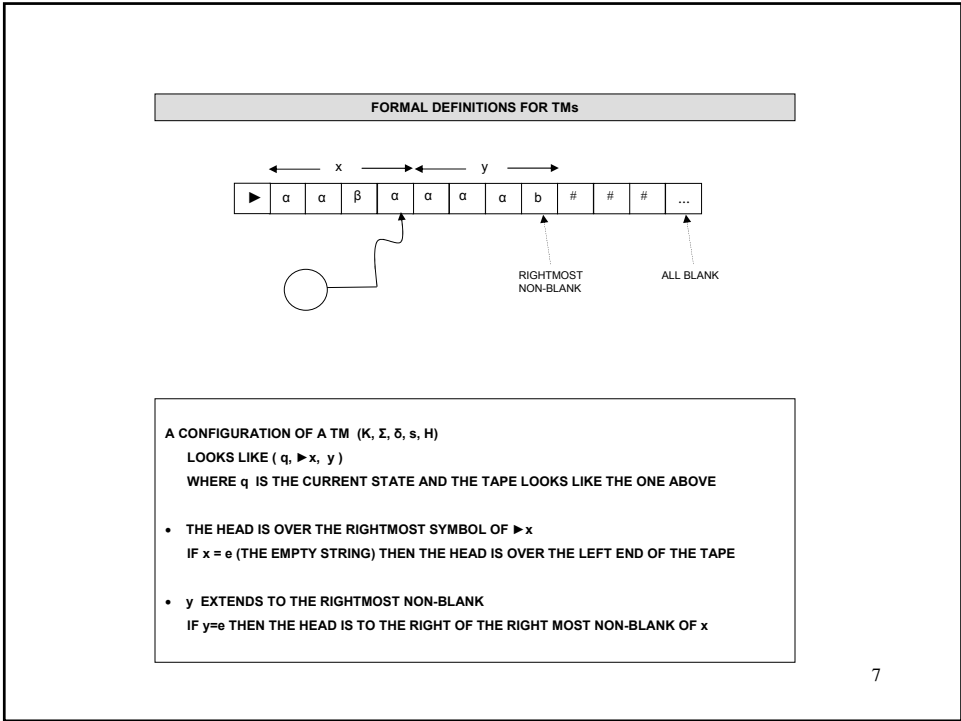 FORMAL DEFINITIONS FOR TMs
x y
► α α β α α α α b # # # ...
RIGHTMOST
NON-BLANK
ALL BLANK
A CONFIGURATION OF A TM (K, Σ, δ, s, H)
LOOKS LIKE ( q, ►x, y )
WHERE q IS THE CURRENT STATE AND THE TAPE LOOKS LIKE THE ONE ABOVE
• THE HEAD IS OVER THE RIGHTMOST SYMBOL OF ►x
IF x = e (THE EMPTY STRING) THEN THE HEAD IS OVER THE LEFT END OF THE TAPE
• y EXTENDS TO THE RIGHTMOST NON-BLANK
IF y=e THEN THE HEAD IS TO THE RIGHT OF THE RIGHT MOST NON-BLANK OF x
7